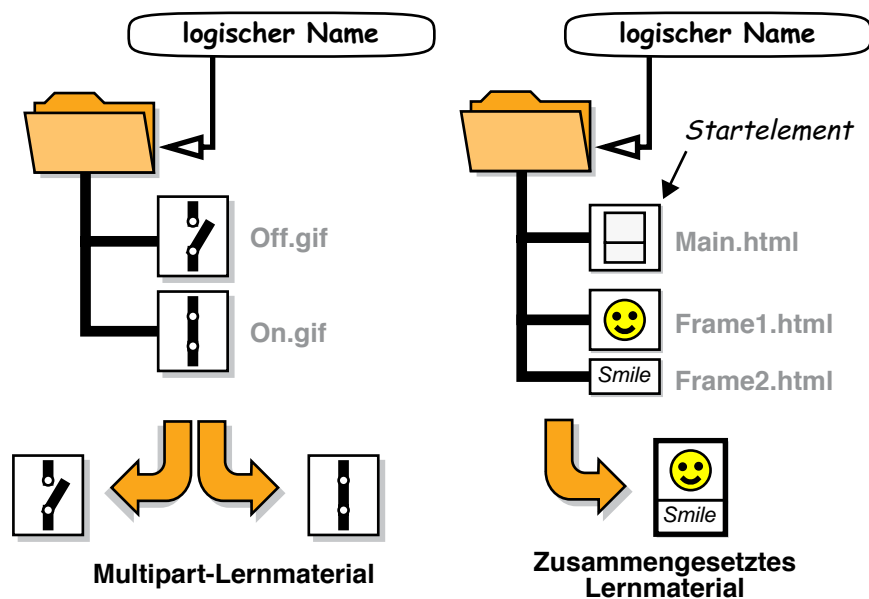 logischer Name
Off.gif
On.gif
Multipart-Lernmaterial
logischer Name
Startelement
Main.html
Frame1.html
Smile
Frame2.html
Smile
Zusammengesetztes
Lernmaterial